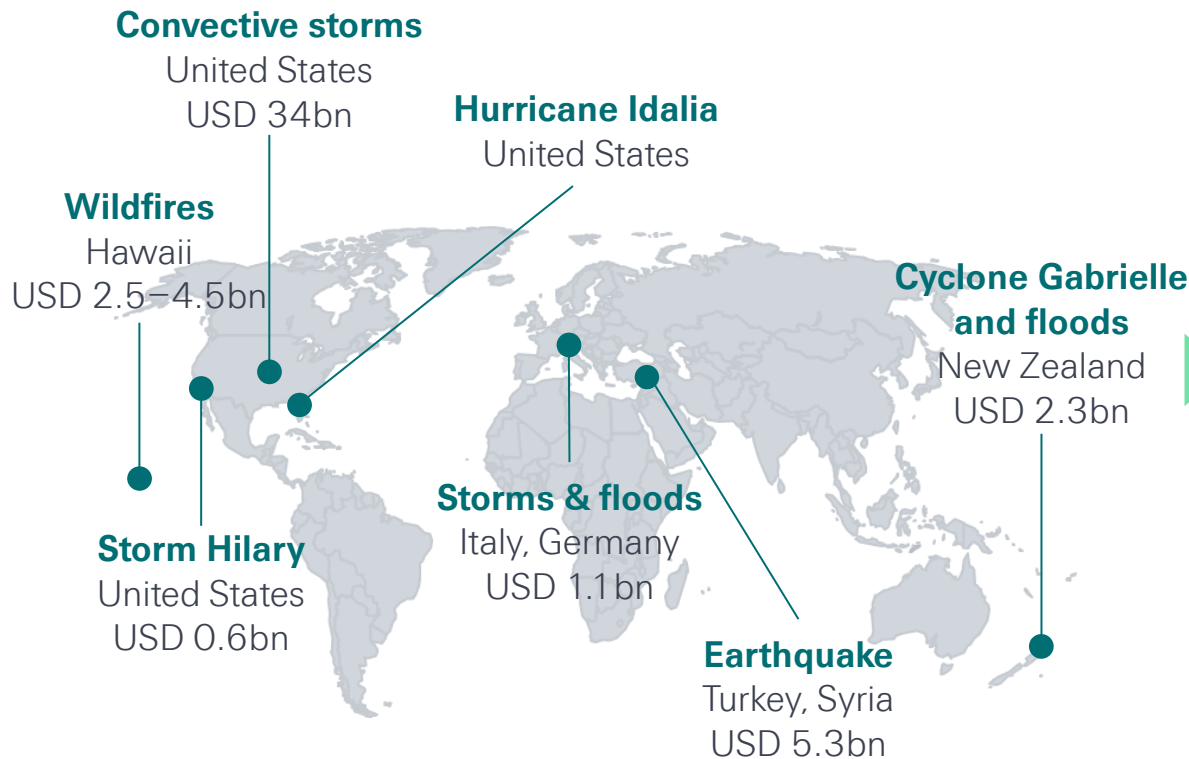 Convective storms
United States
USD 34bn
Hurricane Idalia
United States
Wildfires
Hawaii
USD 2.5–4.5bn
Cyclone Gabrielle
and floods
New Zealand
USD 2.3bn
Storms & floods
Italy, Germany
USD 1.1bn
Storm Hilary
United States
USD 0.6bn
Earthquake
Turkey, Syria
USD 5.3bn